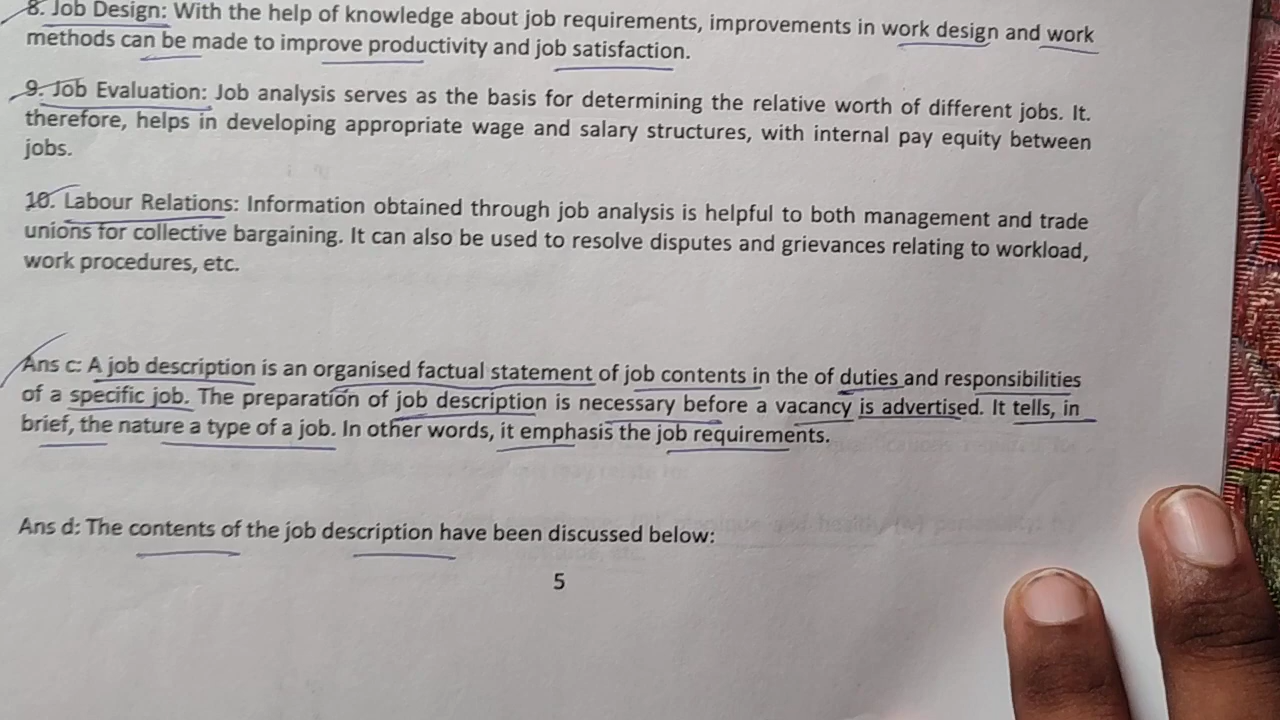 8. Job Design: With the help of knowledge about job requirements, improvements in work design and work
methods can be made to improve productivity and job satisfaction.
9. Job Evaluation: Job analysis serves as the basis for determining the relative worth of different jobs. It.
therefore, helps in developing appropriate wage and salary structures, with internal pay equity between
jobs.
10. Labour Relations: Information obtained through job analysis is helpful to both management and trade
unions for collective bargaining. It can also be used to resolve disputes and grievances relating to workload,
work procedures, etc.
Ans c: A job description is an organised factual statement of job contents in the of duties and responsibilities
of a specific job. The preparation of job description is necessary before a vacancy is advertised. It tells, in
brief, the nature a type of a job. In other words, it emphasis the job requirements.
Ans d: The contents of the job description have been discussed below:
5